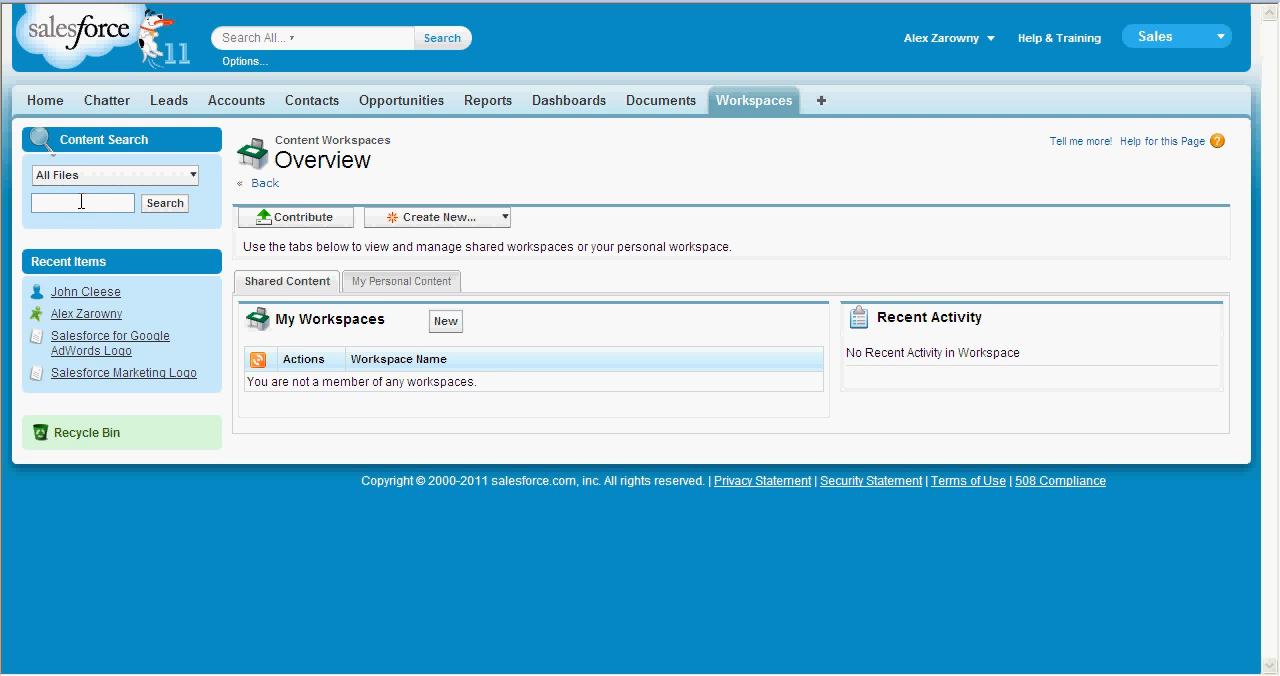 salesforce
11
Search All...
Search
Options...
Alex Zarowny
Help & Training
Sales
Home
Chatter
Leads
Accounts
Contacts
Opportunities
Reports
Dashboards
Documents
Workspaces
Content Search
All Files
Search
Recent Items
John Cleese
Alex Zarowny
Salesforce for Google
AdWords Logo
Salesforce Marketing Logo
Recycle Bin
Content Workspaces
Overview
« Back
Tell me more!
Help for this Page
?
Contribute
Create New...
Use the tabs below to view and manage shared workspaces or your personal workspace.
Shared Content
My Personal Content
My Workspaces
New
Actions
Workspace Name
You are not a member of any workspaces.
Recent Activity
No Recent Activity in Workspace
Copyright © 2000-2011 salesforce.com, inc. All rights reserved. | Privacy Statement | Security Statement | Terms of Use | 508 Compliance